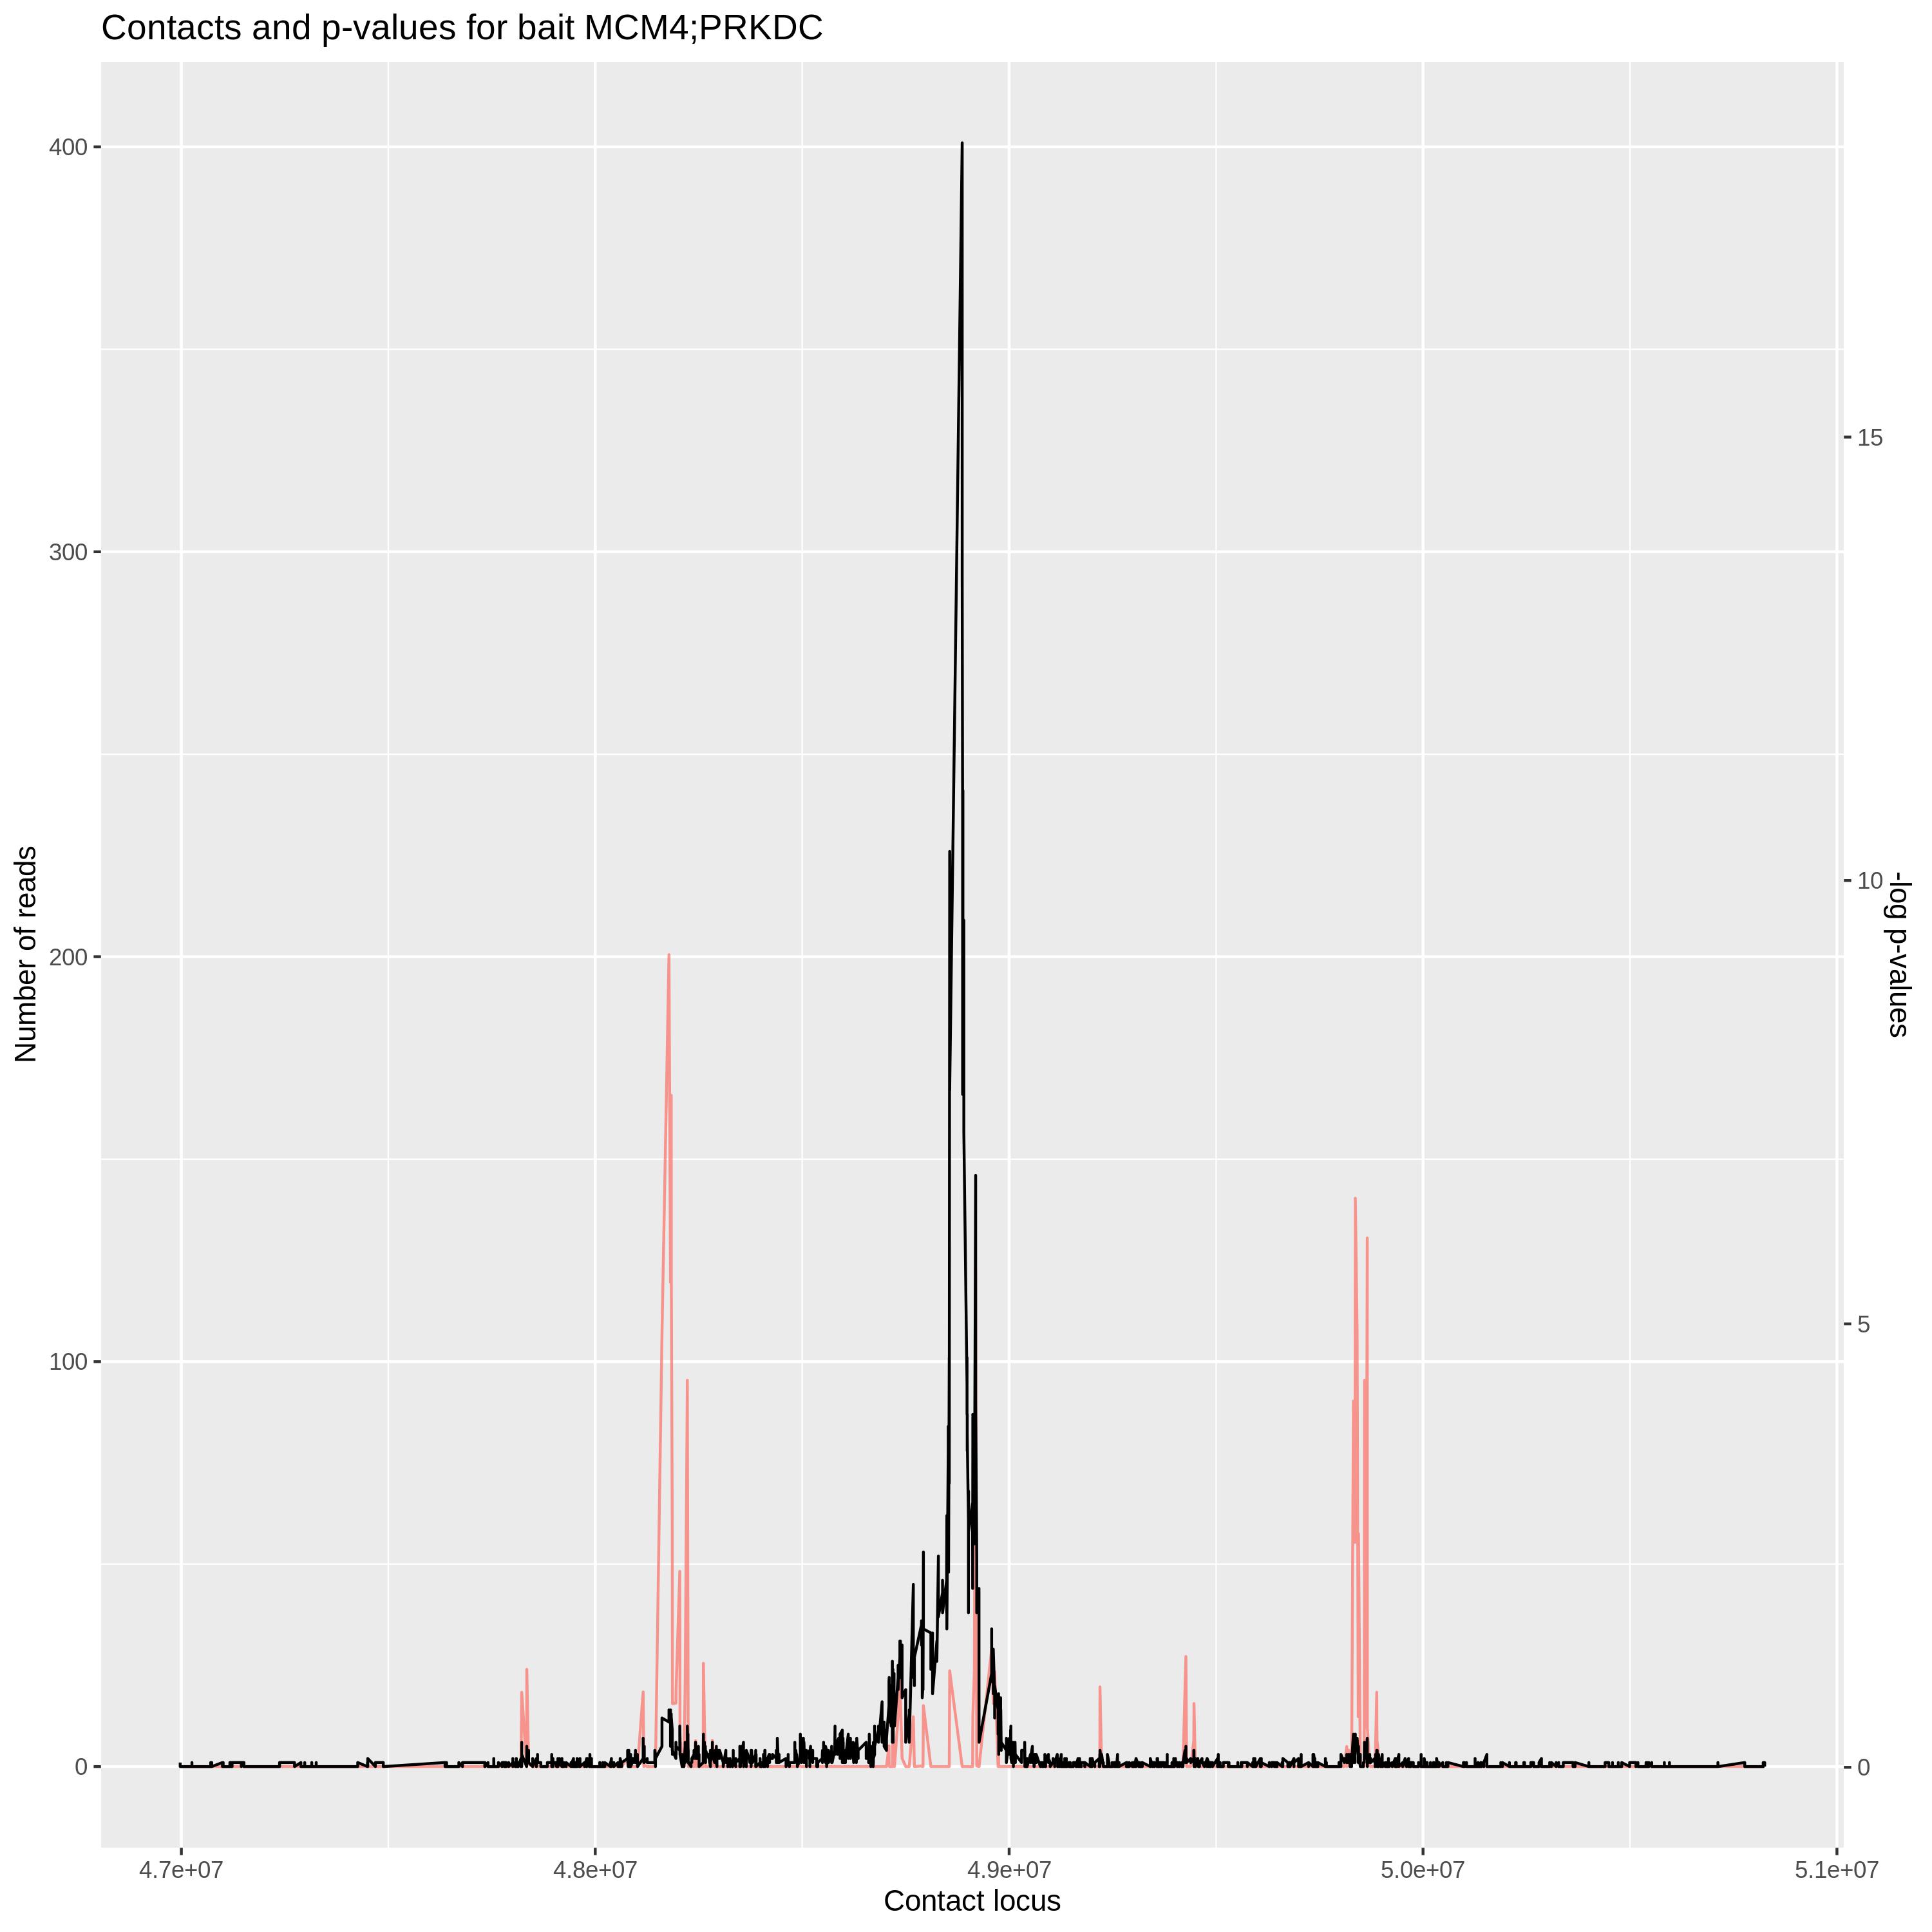 Contacts and p-values for bait MCM4;PRKDC
400
300
200
100
0
Number of reads
15
10
5
0
-log p-values
4.7e+07 4.8e+07 4.9e+07 5.0e+07 5.1e+07
Contact locus